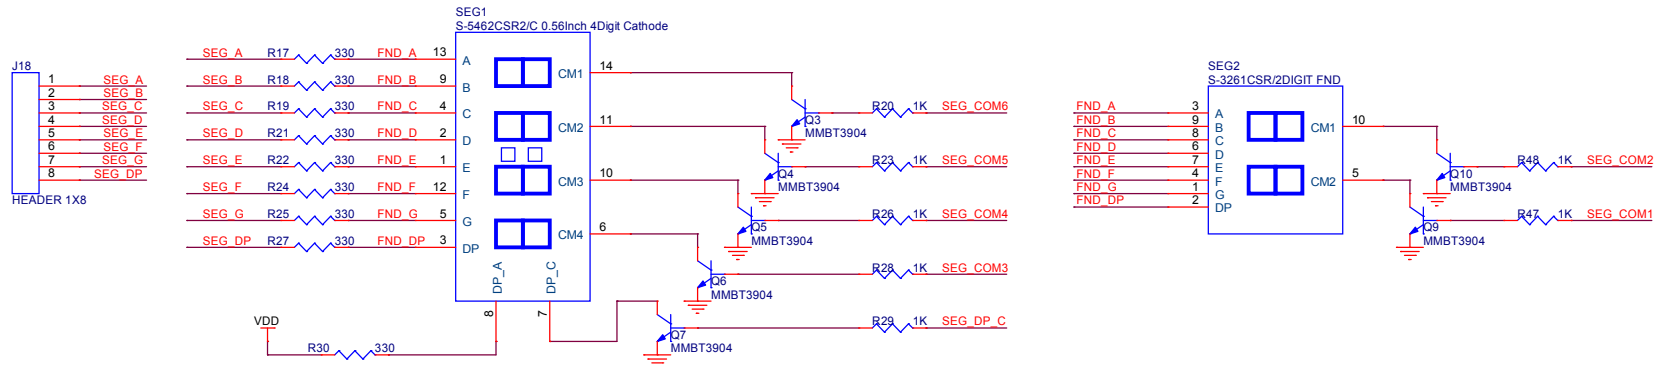 J18
1 SEG_A
2 SEG_B
3 SEG_C
4 SEG_D
5 SEG_E
6 SEG_F
7 SEG_G
8 SEG_DP
HEADER 1X8
SEG1
S-5462CSR2/C 0.56Inch 4Digit Cathode
SEG_A R17 330 FND_A 13 A
SEG_B R18 330 FND_B 9 B
SEG_C R19 330 FND_C 4 C
SEG_D R21 330 FND_D 2 D
SEG_E R22 330 FND_E 1 E
SEG_F R24 330 FND_F 12 F
SEG_G R25 330 FND_G 5 G
SEG_DP R27 330 FND_DP 3 DP
CM1 14
CM2 11
CM3 10
CM4 6
DP_A 8
DP_C 7
VDD
R30 330
Q3
MMBT3904
R20 1K SEG_COM6
Q4
MMBT3904
R23 1K SEG_COM5
Q5
MMBT3904
R26 1K SEG_COM4
Q6
MMBT3904
R28 1K SEG_COM3
Q7
MMBT3904
R29 1K SEG_DP_C
SEG2
S-3261CSR/2DIGIT FND
FND_A 3 A
FND_B 9 B
FND_C 8 C
FND_D 6 D
FND_E 7 E
FND_F 4 F
FND_G 1 G
FND_DP 2 DP
CM1 10
CM2 5
Q10
MMBT3904
R48 1K SEG_COM2
Q9
MMBT3904
R47 1K SEG_COM1